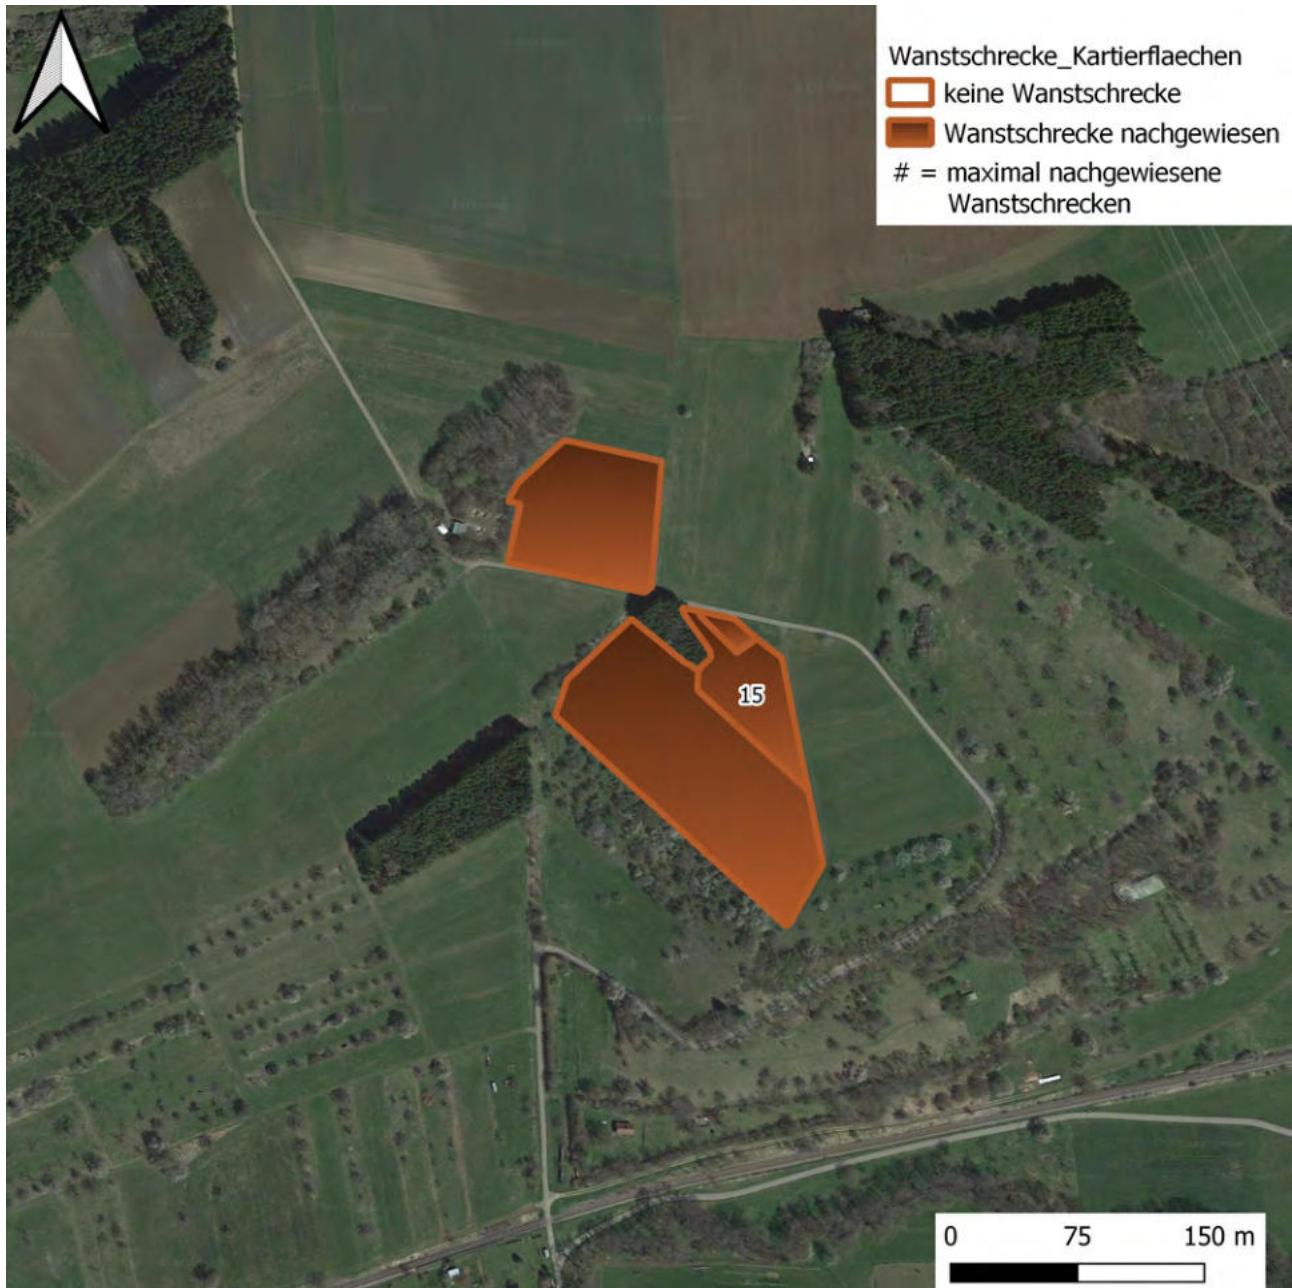 Wanstschrecke_Kartierflaechen
keine Wanstschrecke
Wanstschrecke nachgewiesen
# = maximal nachgewiesene
Wanstschrecken
15
0 75 150 m